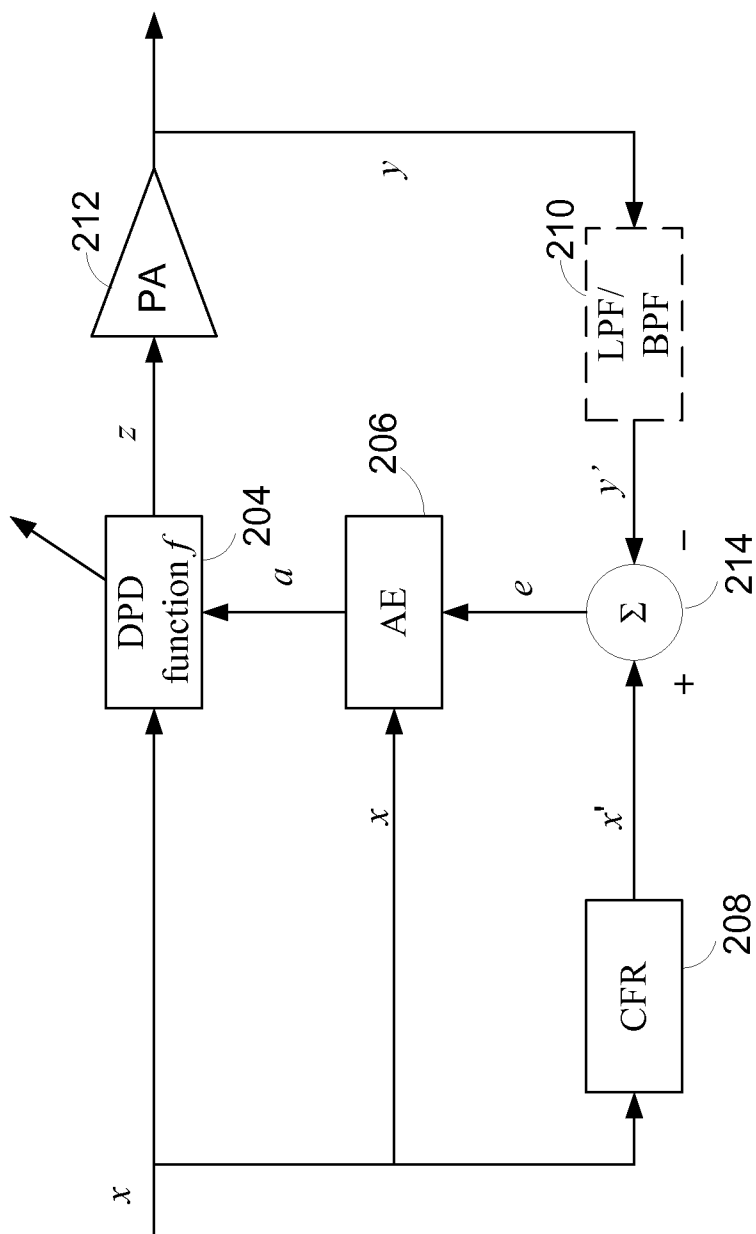 x
DPD
function f
204
z
PA
212
a
x
AE
206
y
e
CFR
208
x'
+
Σ
214
−
y’
LPF/
BPF
210